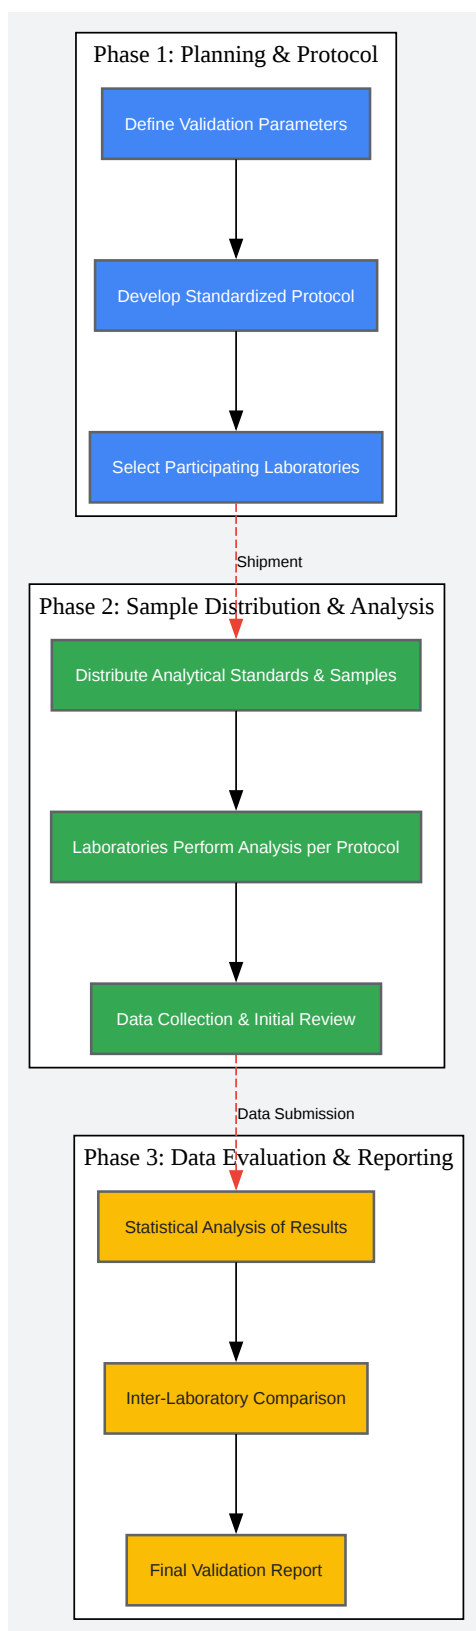 Phase 1: Planning & Protocol
Define Validation Parameters
Develop Standardized Protocol
Select Participating Laboratories
Shipment
Phase 2: Sample Distribution & Analysis
Distribute Analytical Standards & Samples
Laboratories Perform Analysis per Protocol
Data Collection & Initial Review
Data Submission
Phase 3: Data Evaluation & Reporting
Statistical Analysis of Results
Inter-Laboratory Comparison
Final Validation Report